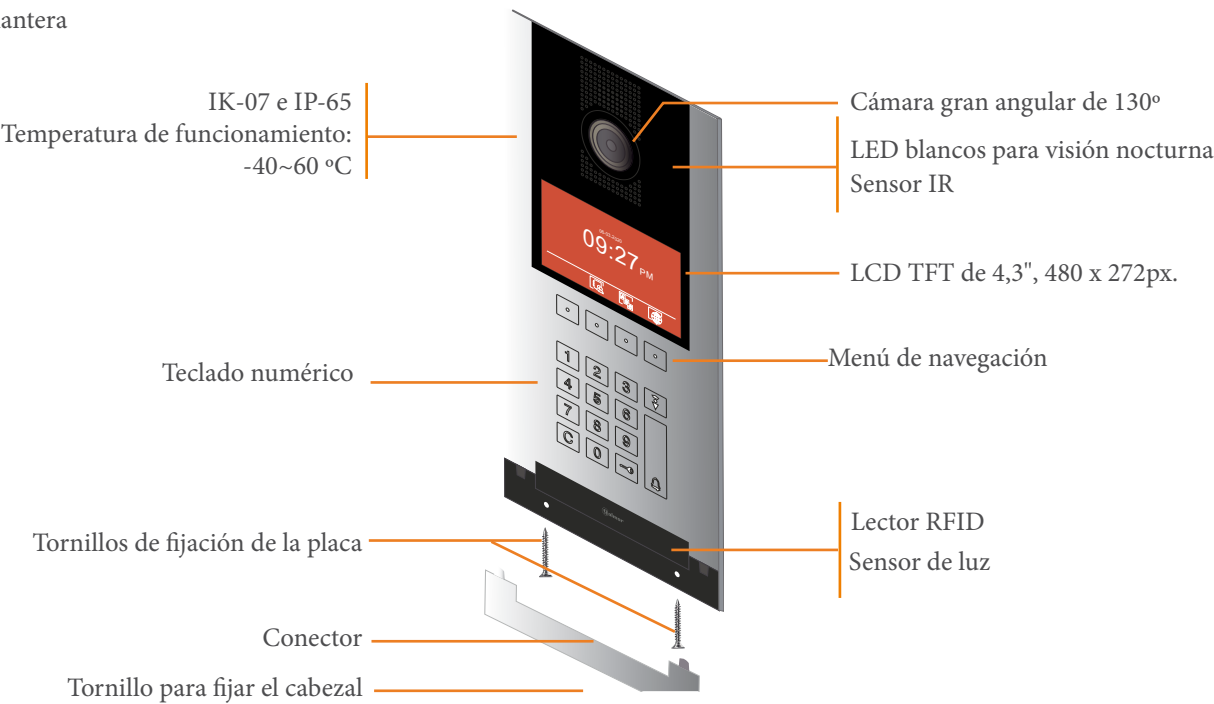 antera
IK-07 e IP-65
Temperatura de funcionamiento:
-40~60 ºC
Cámara gran angular de 130º
LED blancos para visión nocturna
Sensor IR
09:27 PM
LCD TFT de 4,3", 480 x 272px.
Menú de navegación
Teclado numérico
1 2 3
4 5 6
7 8 9
C 0
Lector RFID
Sensor de luz
Tornillos de fijación de la placa
Conector
Tornillo para fijar el cabezal